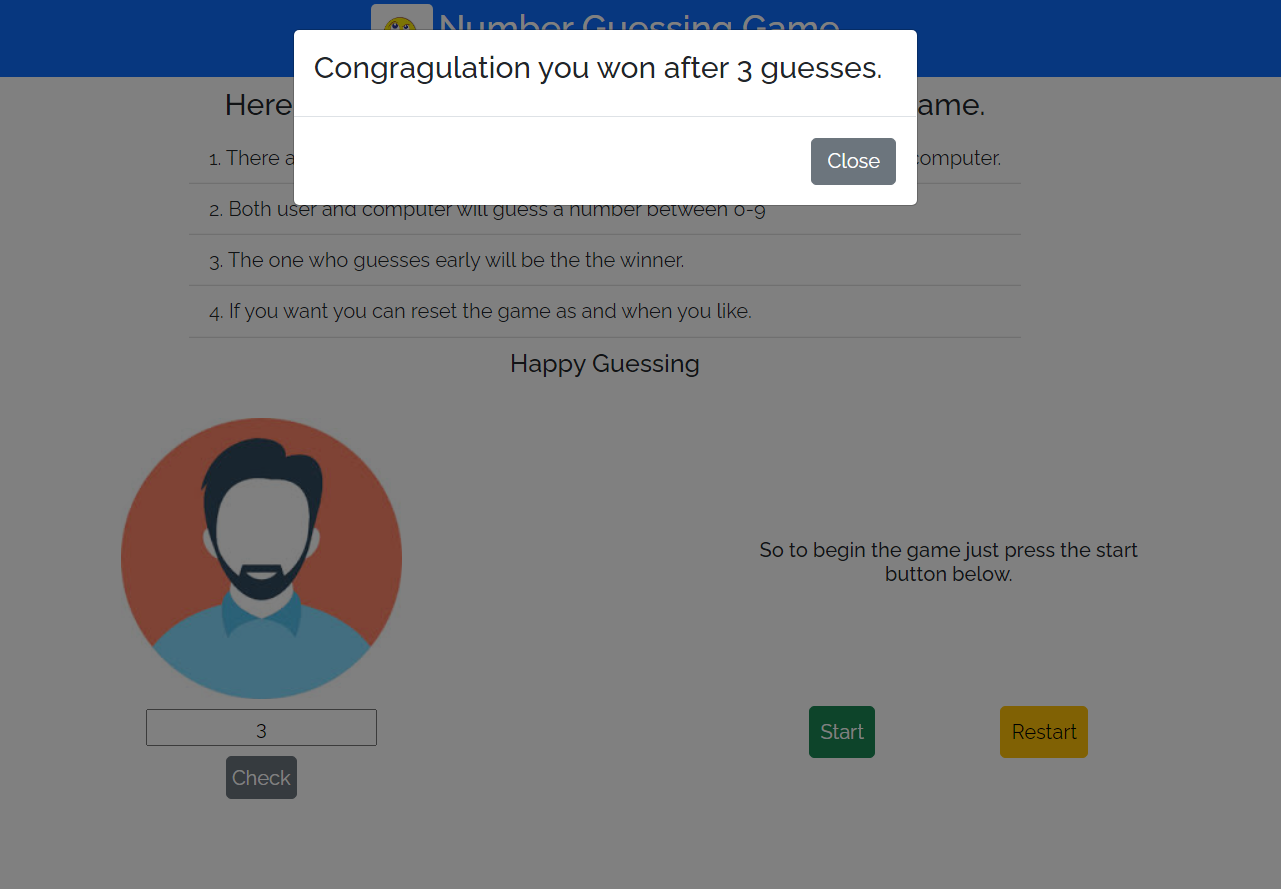 Number Guessing Game
Congragulation you won after 3 guesses.
Here ame.
Close
1. There a computer.
2. Both user and computer will guess a number between 0-9
3. The one who guesses early will be the the winner.
4. If you want you can reset the game as and when you like.
Happy Guessing
So to begin the game just press the start
button below.
3
Start
Restart
Check